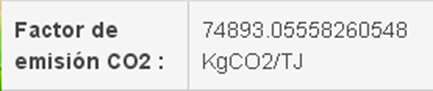 Factor de
emisión CO2 :
74893.05558260548
KgCO2/TJ